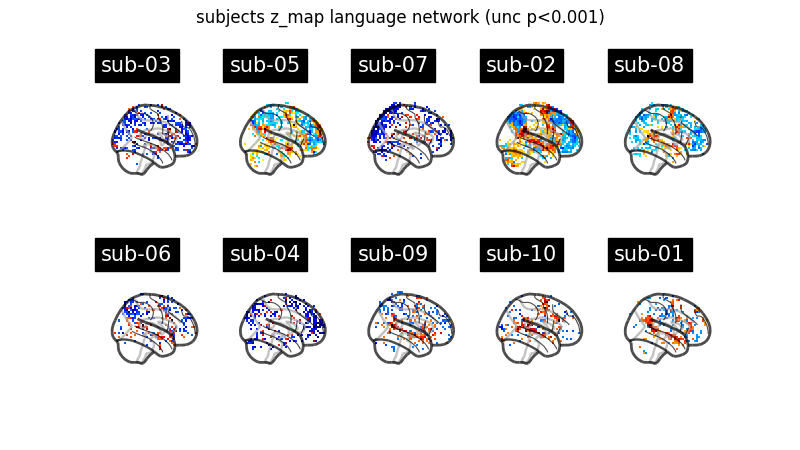 subjects z_map language network (unc p<0.001)
sub-03 sub-05 sub-07 sub-02 sub-08
sub-06 sub-04 sub-09 sub-10 sub-01